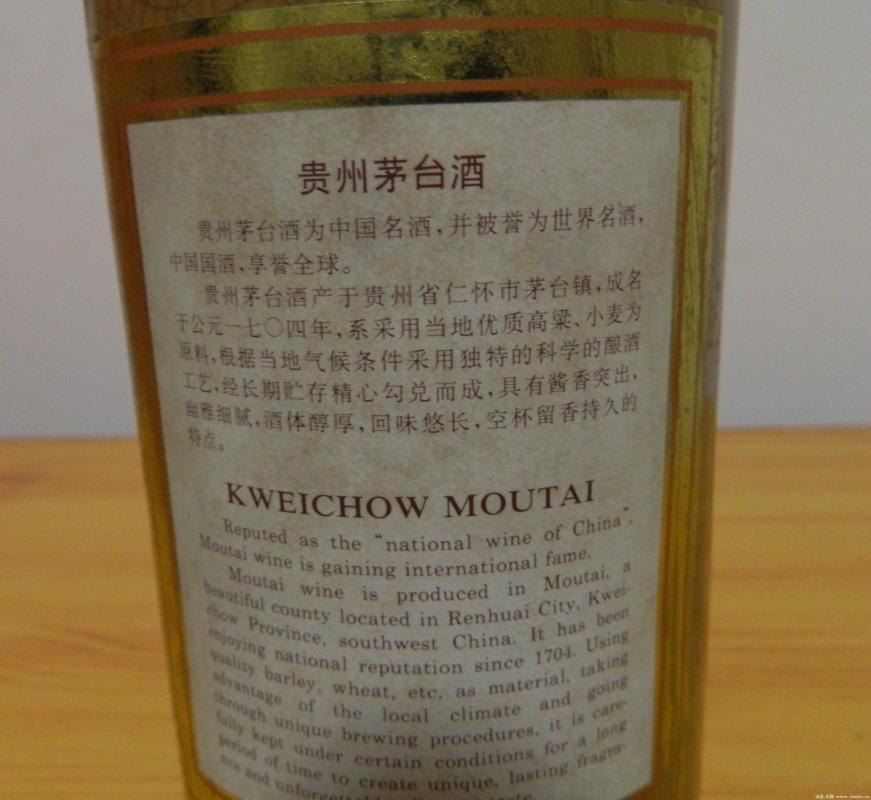 贵州茅台酒
贵州茅台酒为中国名酒,并被誉为世界名酒,
中国国酒,享誉全球。
贵州茅台酒产于贵州省仁怀市茅台镇,成名
于公元一七〇四年,系采用当地优质高粱、小麦为
原料,根据当地气候条件采用独特的科学的酿酒
工艺,经长期贮存精心勾兑而成,具有酱香突出,
幽雅细腻,酒体醇厚,回味悠长,空杯留香持久的
特点。
KWEICHOW MOUTAI
Reputed as the “national wine of China”,
Moutai wine is gaining international fame.
Moutai wine is produced in Moutai, a
beautiful county located in Renhuai City, Kwei-
chow Province, southwest China. It has been
enjoying national reputation since 1704. Using
quality barley, wheat, etc, as material, taking
advantage of the local climate and going
through unique brewing procedures, it is care-
fully kept under certain conditions for a long
period of time to create unique, lasting fragra-
nce and